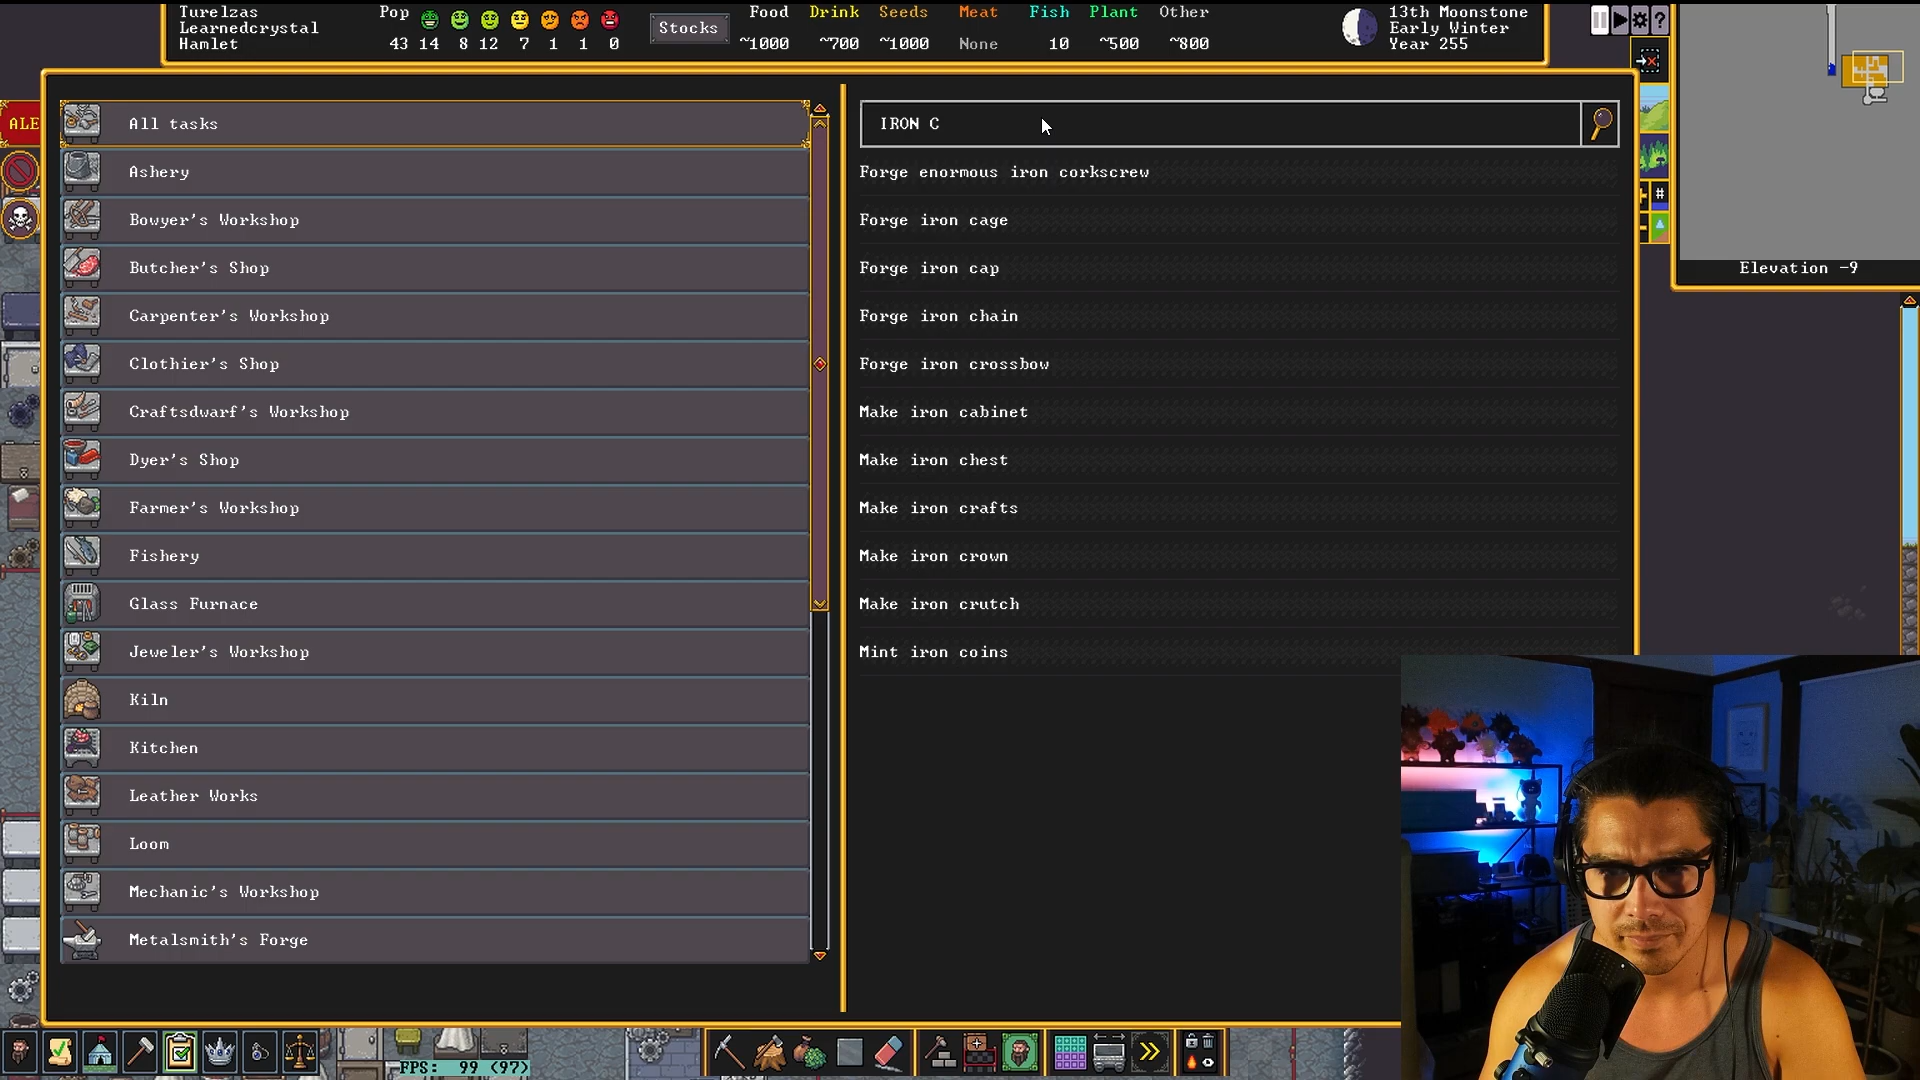 Turelzas
Learnedcrystal
Hamlet
Pop
43 14 8 12 7 1 1 0
Stocks
Food Drink Seeds Meat Fish Plant Other
~1000 ~700 ~1000 None 10 ~500 ~800
13th Moonstone
Early Winter
Year 255
?
#
Elevation -9
ALE
All tasks
Ashery
Bowyer's Workshop
Butcher's Shop
Carpenter's Workshop
Clothier's Shop
Craftsdwarf's Workshop
Dyer's Shop
Farmer's Workshop
Fishery
Glass Furnace
Jeweler's Workshop
Kiln
Kitchen
Leather Works
Loom
Mechanic's Workshop
Metalsmith's Forge
IRON C
Forge enormous iron corkscrew
Forge iron cage
Forge iron cap
Forge iron chain
Forge iron crossbow
Make iron cabinet
Make iron chest
Make iron crafts
Make iron crown
Make iron crutch
Mint iron coins
FPS: 99 (97)